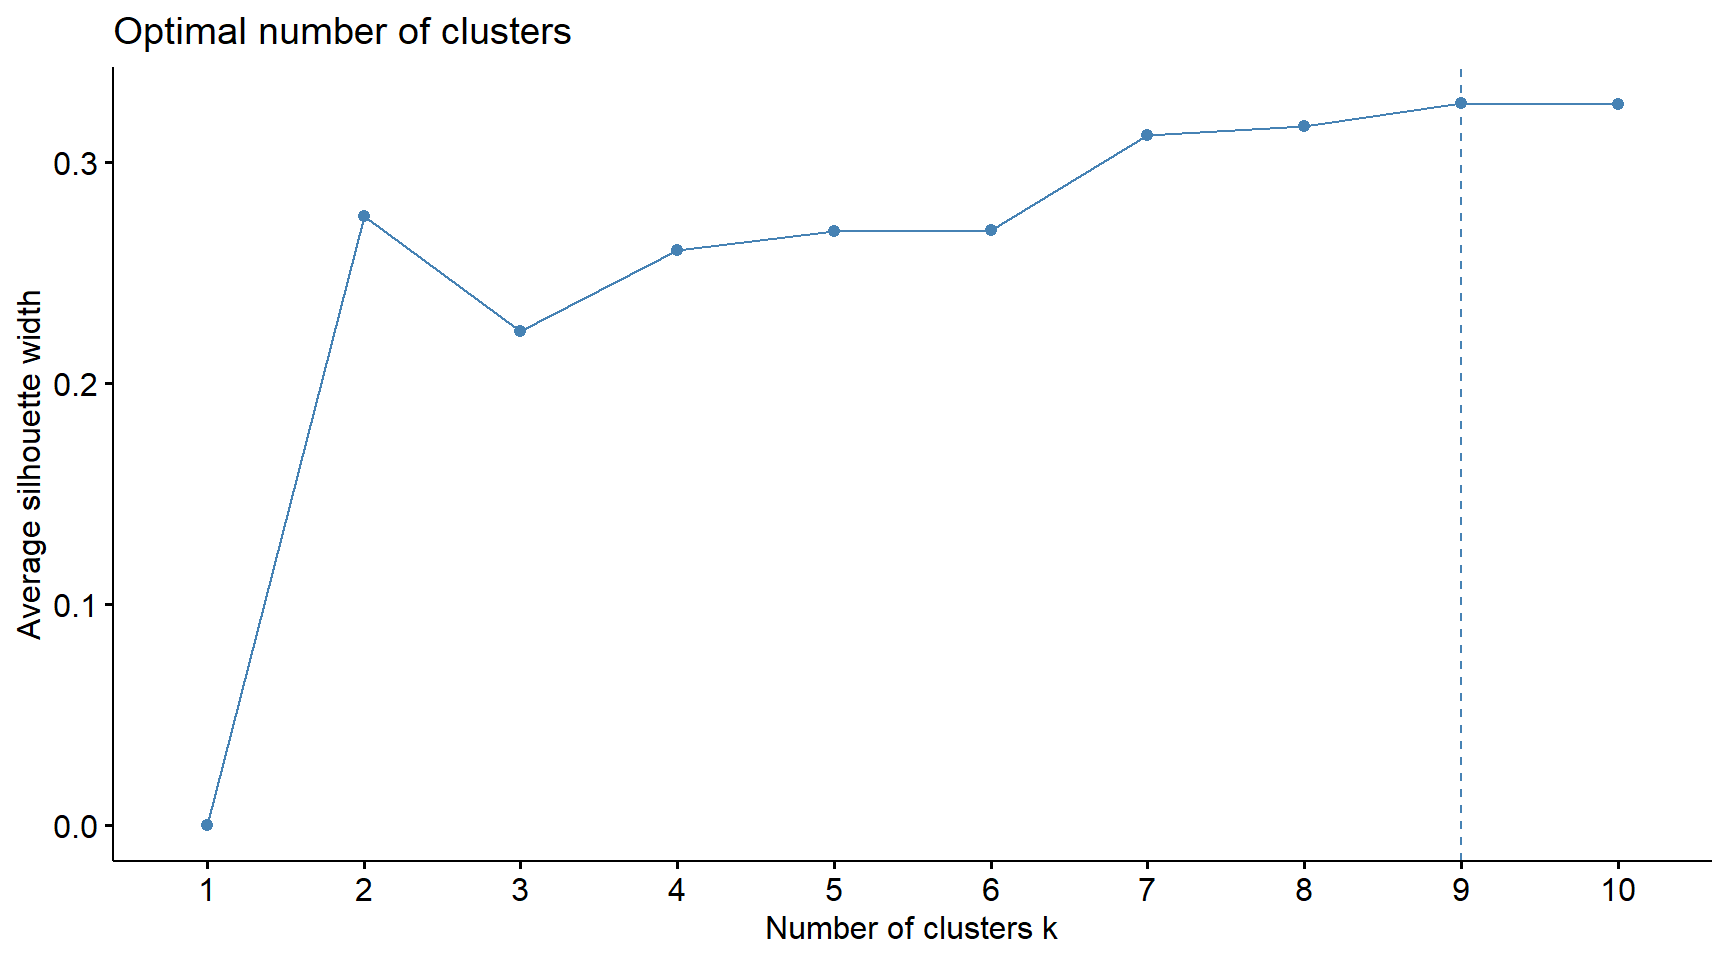 Optimal number of clusters
Average silhouette width
0.3
0.2
0.1
0.0
1 2 3 4 5 6 7 8 9 10
Number of clusters k